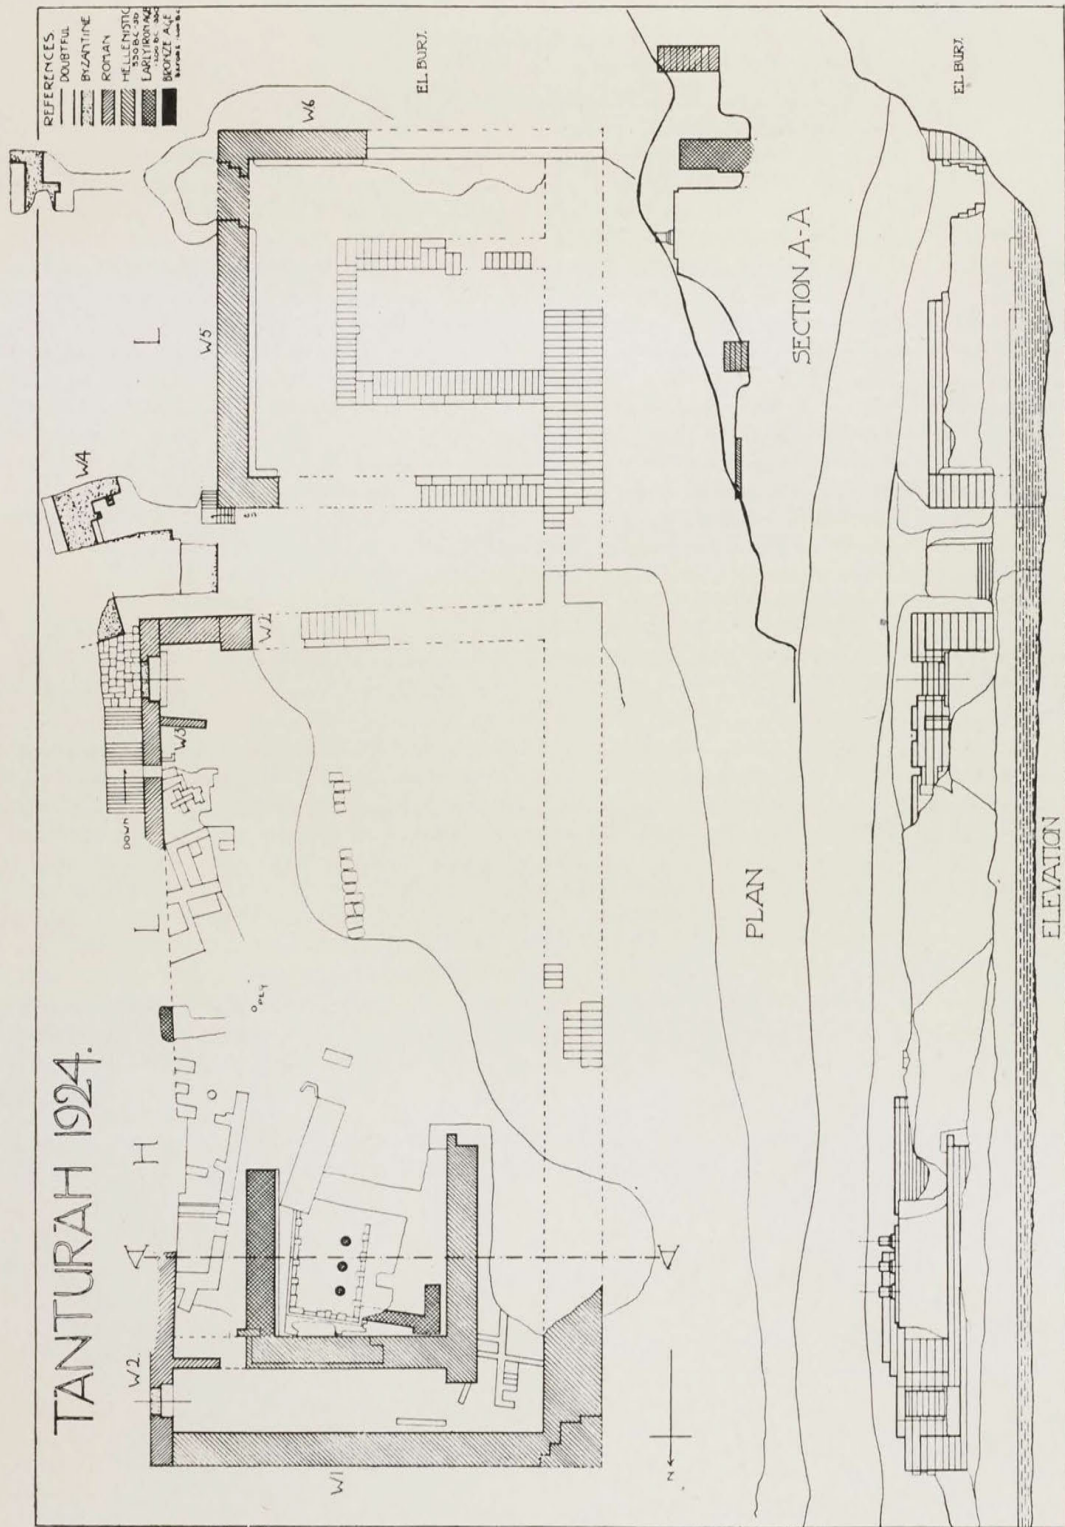 TANTURAH 1924.
REFERENCES.
DOUBTFUL
BYZANTINE
ROMAN
HELLENISTIC
EARLY IRON AGE
BRONZE AGE
W1
W2
H
L
DOWN
W3
W2
W4
L
W5
W6
EL BURJ.
N
PLAN
SECTION A-A
A
A
EL BURJ.
ELEVATION